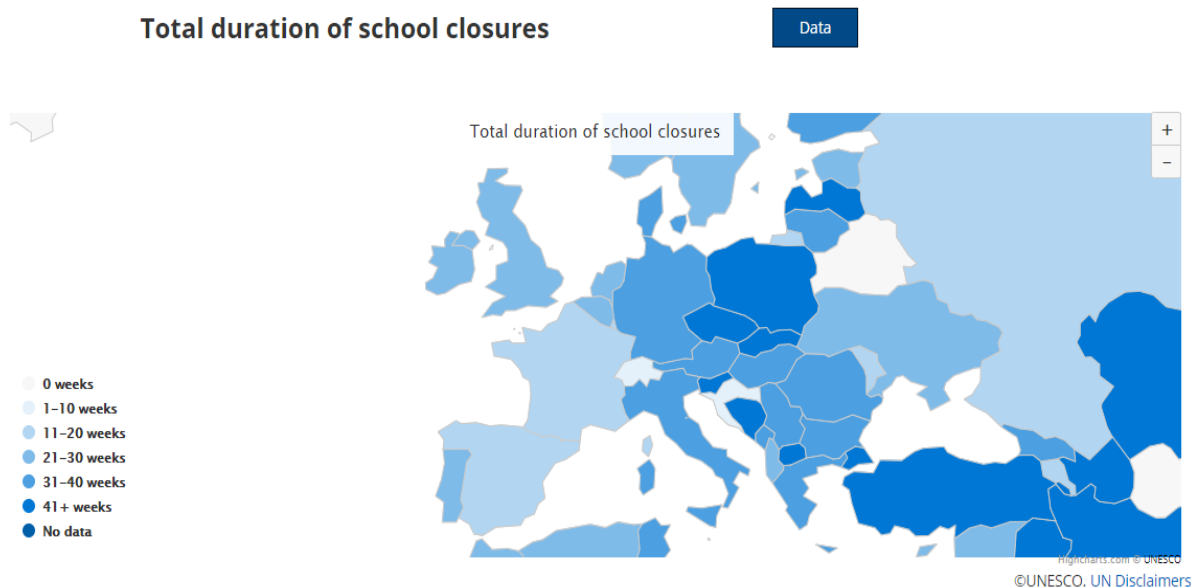 Total duration of school closures
Data
Total duration of school closures
+
−
0 weeks
1–10 weeks
11–20 weeks
21–30 weeks
31–40 weeks
41+ weeks
No data
Highcharts.com © UNESCO
©UNESCO. UN Disclaimers